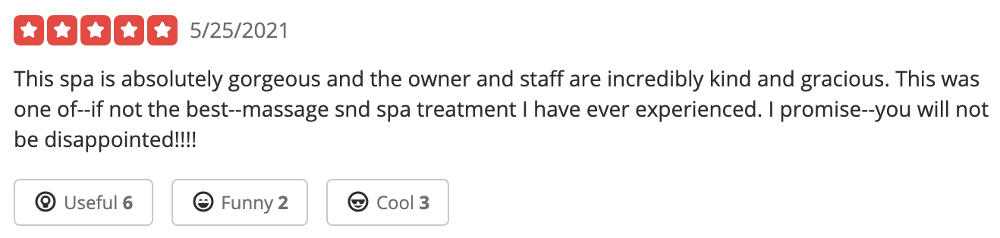 5/25/2021
This spa is absolutely gorgeous and the owner and staff are incredibly kind and gracious. This was
one of--if not the best--massage snd spa treatment I have ever experienced. I promise--you will not
be disappointed!!!!
Useful 6 Funny 2 Cool 3